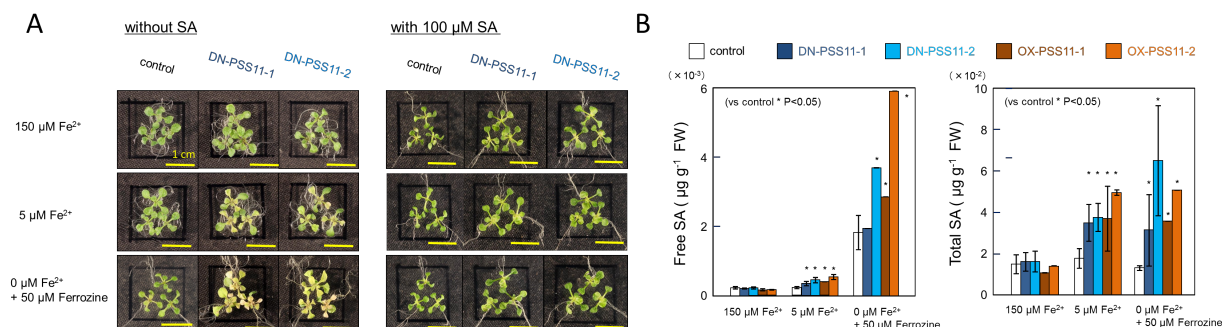 A
without SA
with 100 µM SA
control
DN-PSS11-1
DN-PSS11-2
control
DN-PSS11-1
DN-PSS11-2
150 µM Fe²⁺
1 cm
5 µM Fe²⁺
0 µM Fe²⁺
+ 50 µM Ferrozine
B
control
DN-PSS11-1
DN-PSS11-2
OX-PSS11-1
OX-PSS11-2
(×10⁻³)
(vs control * P<0.05)
Free SA ( µg g⁻¹ FW)
6
4
2
0
* * * *
* * *
150 µM Fe²⁺
5 µM Fe²⁺
0 µM Fe²⁺
+ 50 µM Ferrozine
(×10⁻²)
(vs control * P<0.05)
Total SA ( µg g⁻¹ FW)
10
8
6
4
2
0
* * * *
* * * *
150 µM Fe²⁺
5 µM Fe²⁺
0 µM Fe²⁺
+ 50 µM Ferrozine